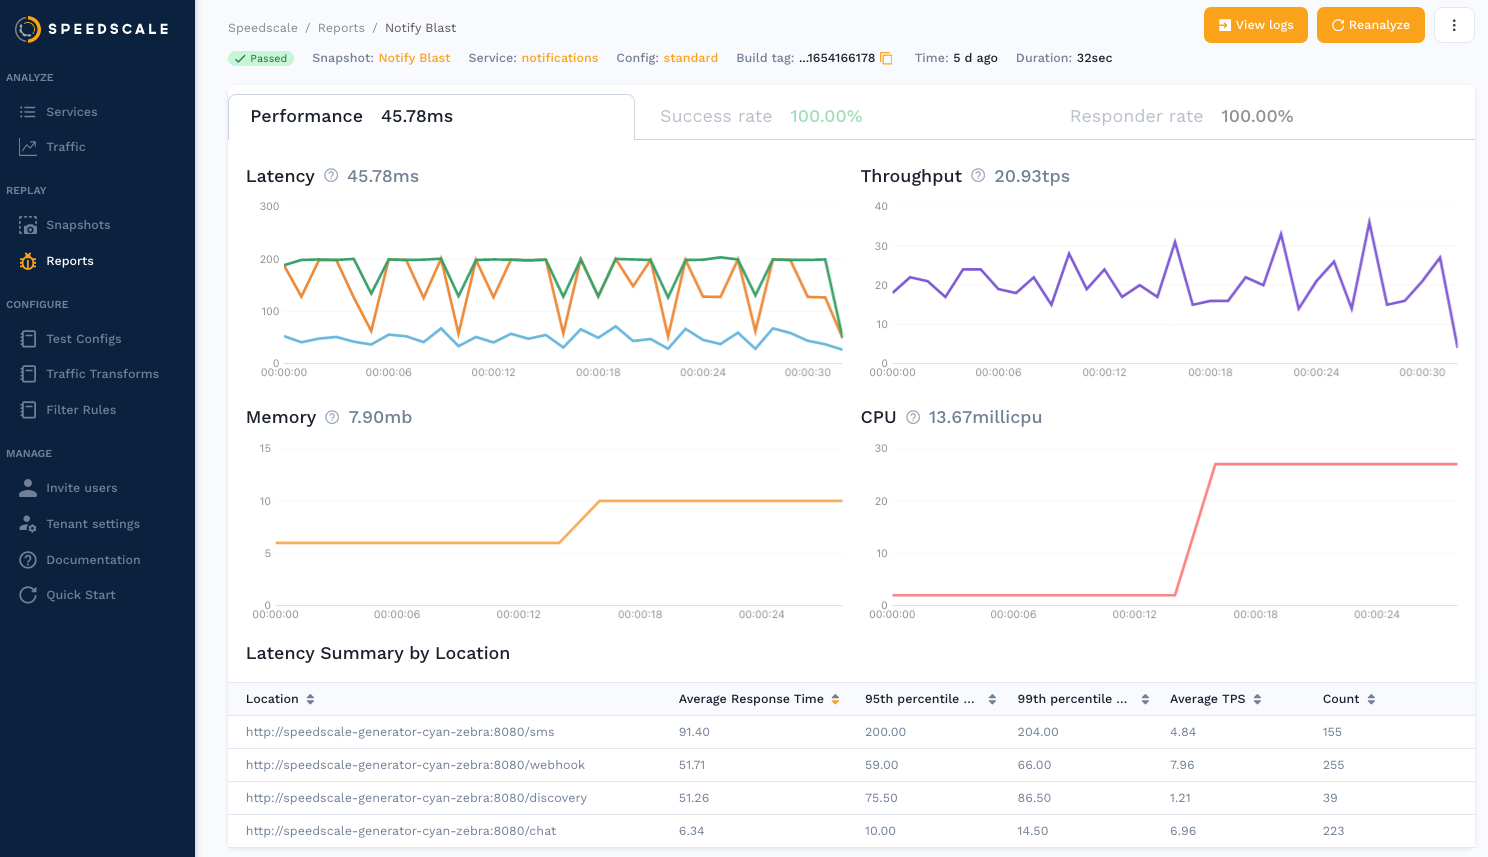 SPEEDSCALE
ANALYZE
Services
Traffic
REPLAY
Snapshots
Reports
CONFIGURE
Test Configs
Traffic Transforms
Filter Rules
MANAGE
Invite users
Tenant settings
Documentation
Quick Start
Speedscale / Reports / Notify Blast
View logs Reanalyze
Passed Snapshot: Notify Blast Service: notifications Config: standard Build tag: ...1654166178 Time: 5 d ago Duration: 32sec
Performance 45.78ms Success rate 100.00% Responder rate 100.00%
Latency ? 45.78ms
300
200
100
0
00:00:00 00:00:06 00:00:12 00:00:18 00:00:24 00:00:30
Throughput ? 20.93tps
40
30
20
10
0
00:00:00 00:00:06 00:00:12 00:00:18 00:00:24 00:00:30
Memory ? 7.90mb
15
10
5
0
00:00:00 00:00:06 00:00:12 00:00:18 00:00:24
CPU ? 13.67millicpu
30
20
10
0
00:00:00 00:00:06 00:00:12 00:00:18 00:00:24
Latency Summary by Location
Location Average Response Time 95th percentile ... 99th percentile ... Average TPS Count
http://speedscale-generator-cyan-zebra:8080/sms 91.40 200.00 204.00 4.84 155
http://speedscale-generator-cyan-zebra:8080/webhook 51.71 59.00 66.00 7.96 255
http://speedscale-generator-cyan-zebra:8080/discovery 51.26 75.50 86.50 1.21 39
http://speedscale-generator-cyan-zebra:8080/chat 6.34 10.00 14.50 6.96 223